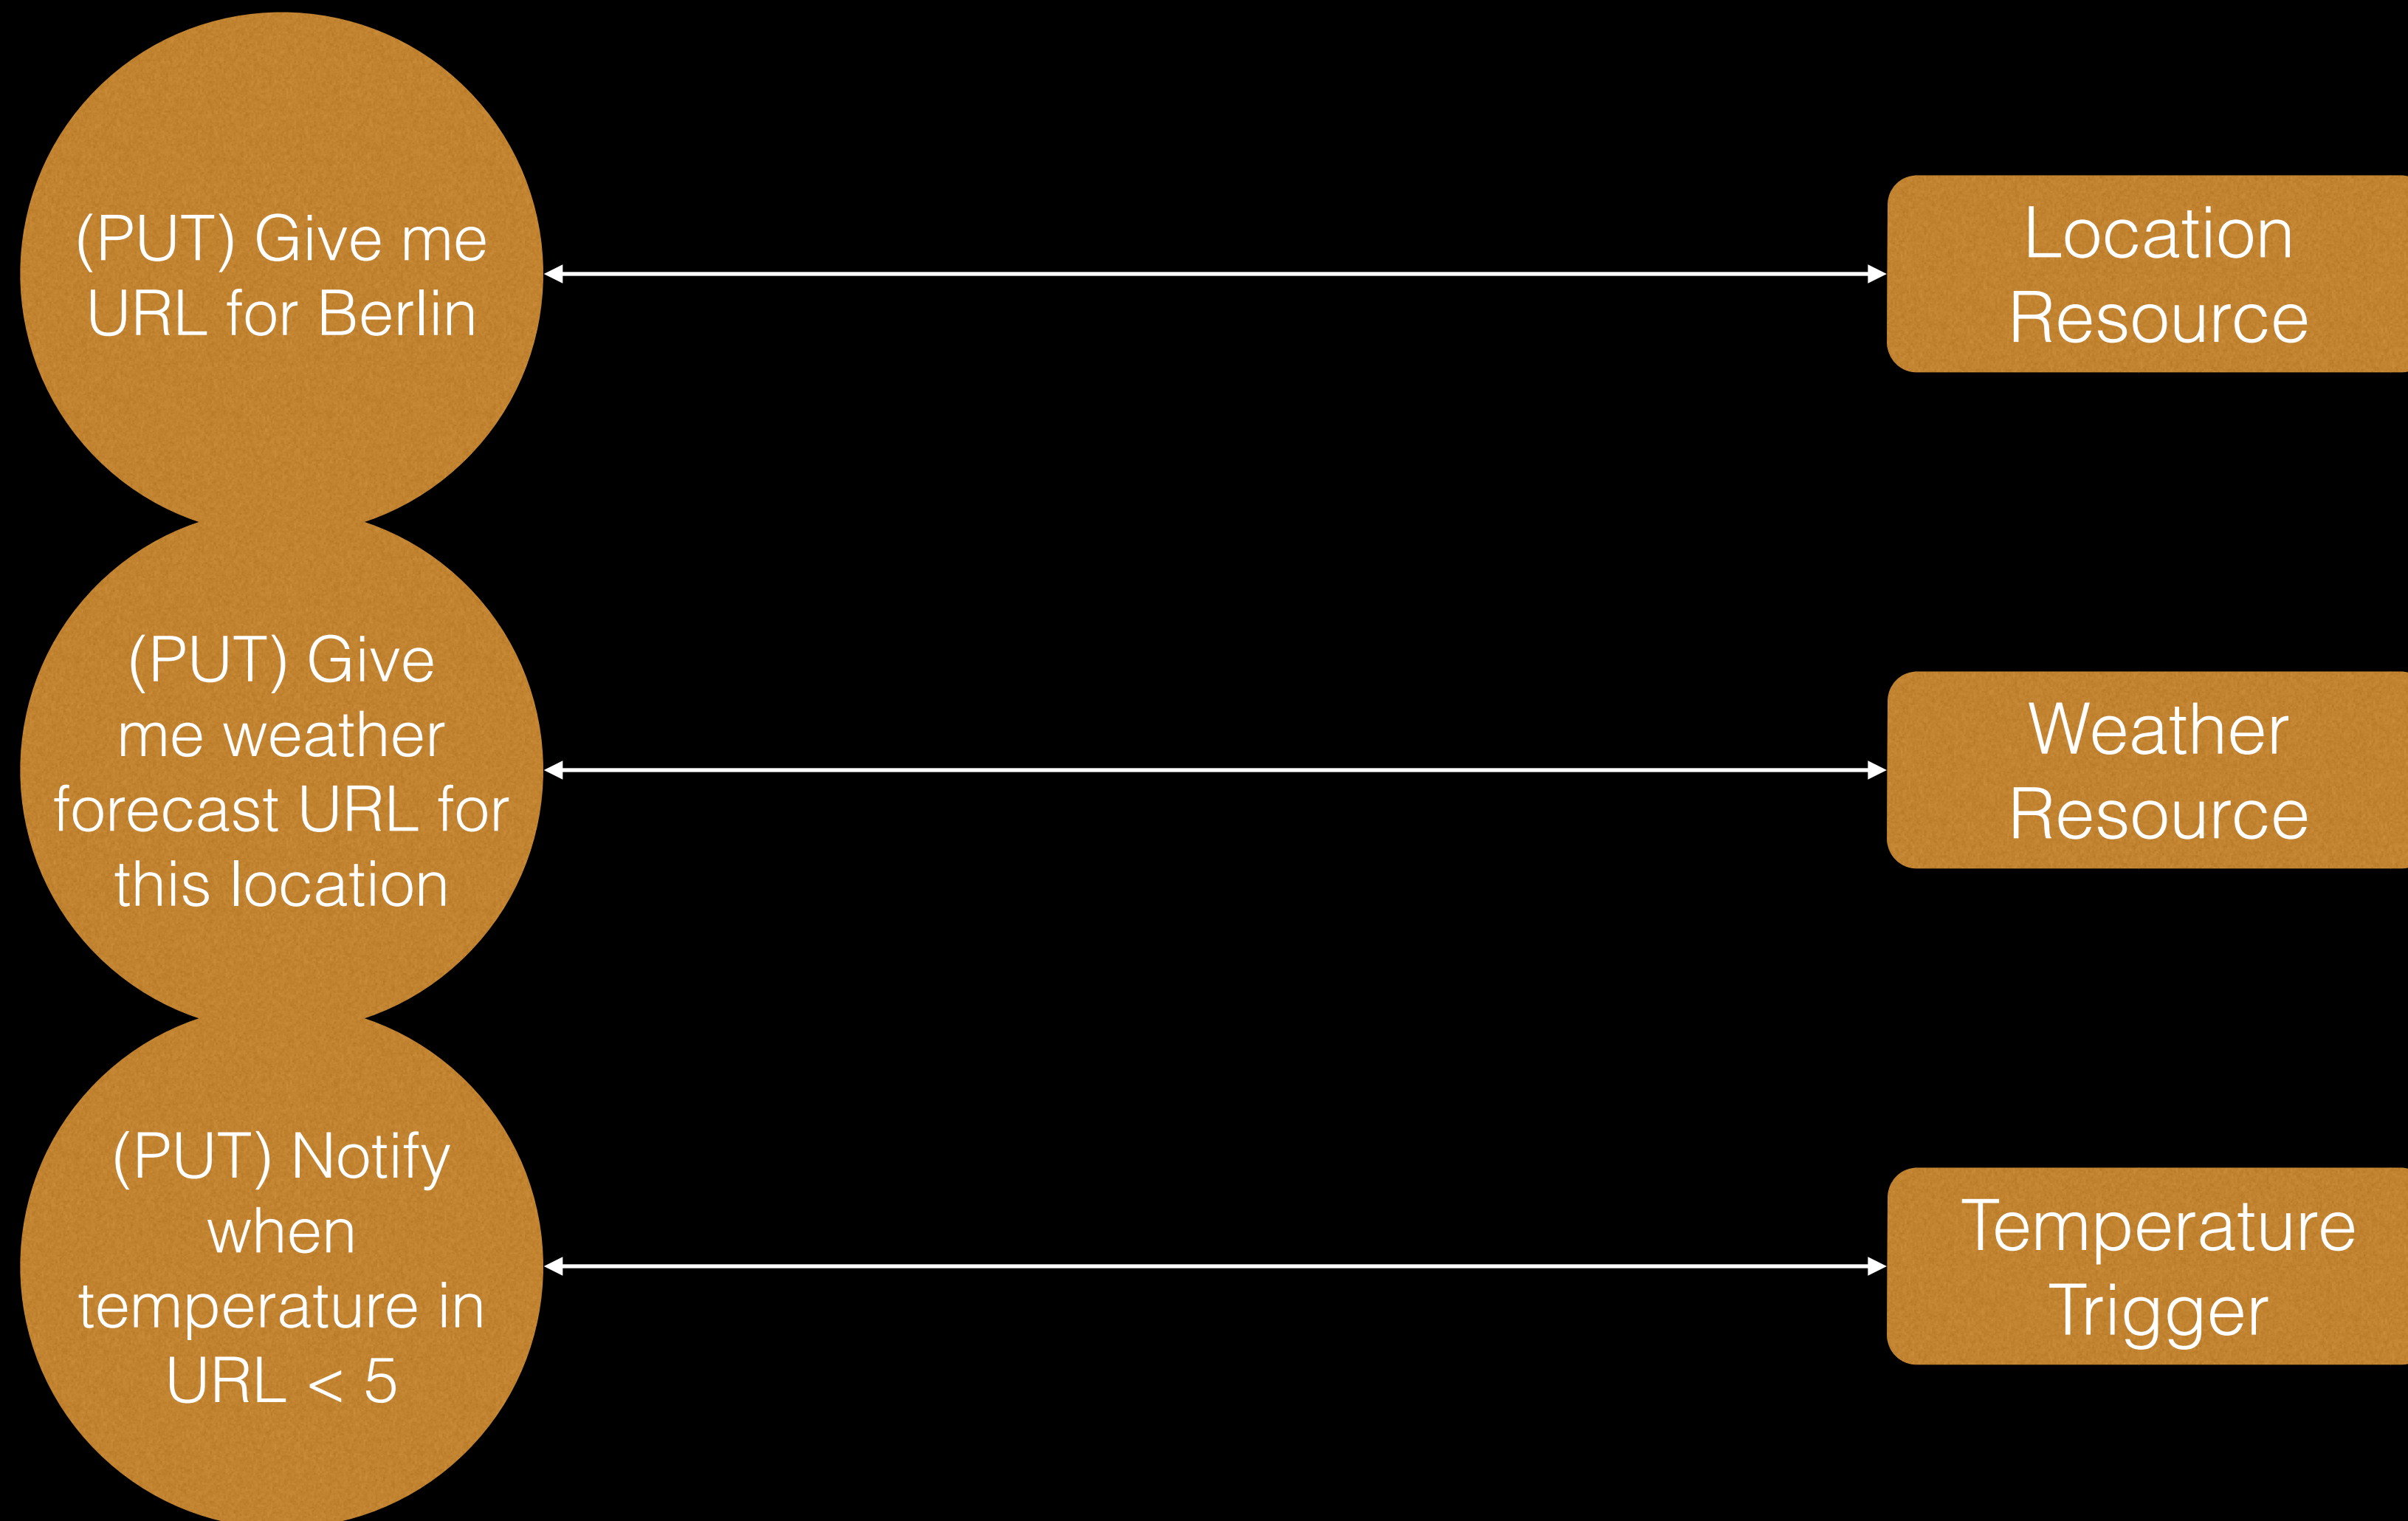 (PUT) Give me
URL for Berlin
Location
Resource
(PUT) Give
me weather
forecast URL for
this location
Weather
Resource
(PUT) Notify
when
temperature in
URL < 5
Temperature
Trigger